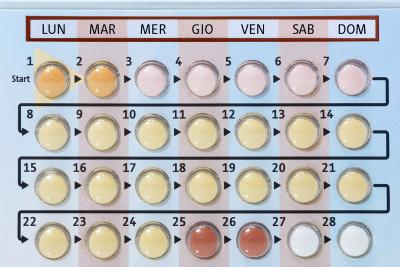 LUN MAR MER GIO VEN SAB DOM
1 2 3 4 5 6 7
Start
8 9 10 11 12 13 14
15 16 17 18 19 20 21
22 23 24 25 26 27 28